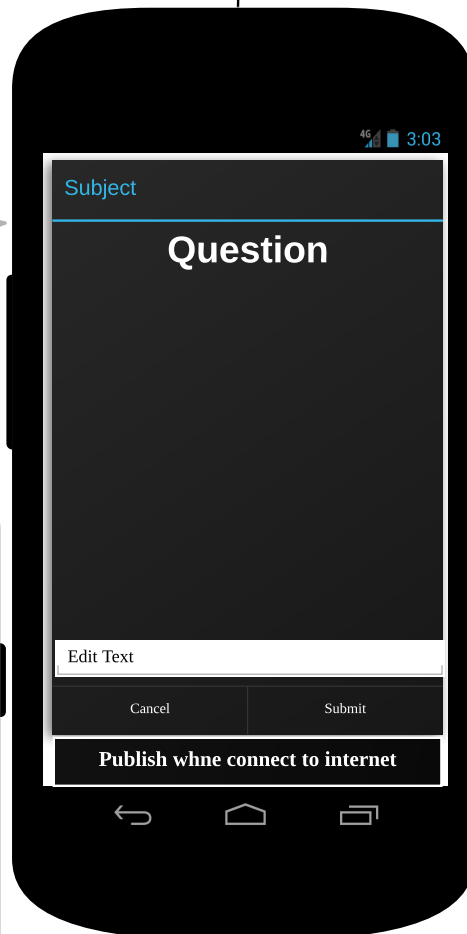 4G 3:03
Subject
Question
Edit Text
Cancel Submit
Publish whne connect to internet